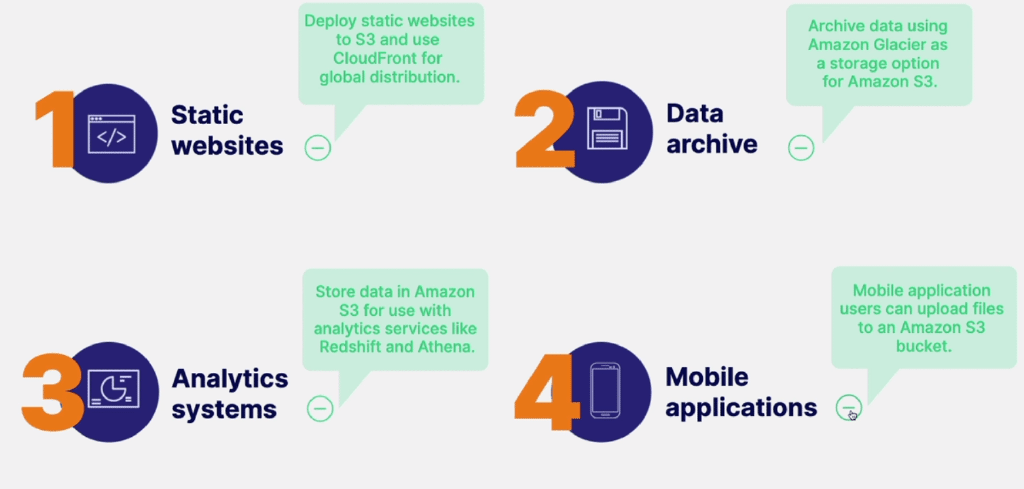 Deploy static websites
to S3 and use
CloudFront for
global distribution.
1
</>
Static
websites
Archive data using
Amazon Glacier as
a storage option
for Amazon S3.
2
Data
archive
Store data in Amazon
S3 for use with
analytics services like
Redshift and Athena.
3
Analytics
systems
Mobile application
users can upload files
to an Amazon S3
bucket.
4
Mobile
applications